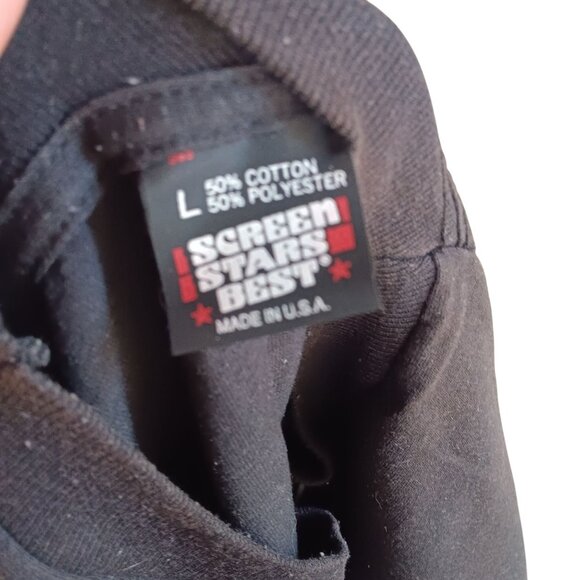 L 50% COTTON
50% POLYESTER
SCREEN
STARS
BEST®
MADE IN U.S.A.